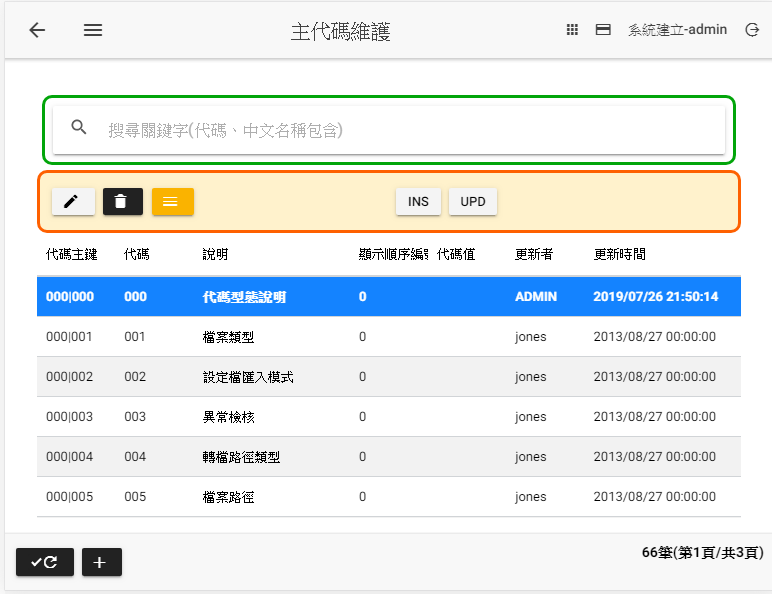 主代碼維護
系統建立-admin
搜尋關鍵字(代碼、中文名稱包含)
INS UPD
代碼主鍵 代碼 說明 顯示順序編號 代碼值 更新者 更新時間
000|000 000 代碼型態說明 0 ADMIN 2019/07/26 21:50:14
000|001 001 檔案類型 0 jones 2013/08/27 00:00:00
000|002 002 設定檔匯入模式 0 jones 2013/08/27 00:00:00
000|003 003 異常檢核 0 jones 2013/08/27 00:00:00
000|004 004 轉檔路徑類型 0 jones 2013/08/27 00:00:00
000|005 005 檔案路徑 0 jones 2013/08/27 00:00:00
66筆(第1頁/共3頁)